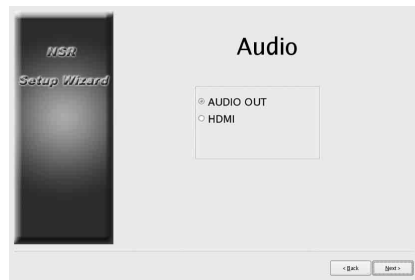 NSR
Setup Wizard
Audio
AUDIO OUT
HDMI
< Back
Next >